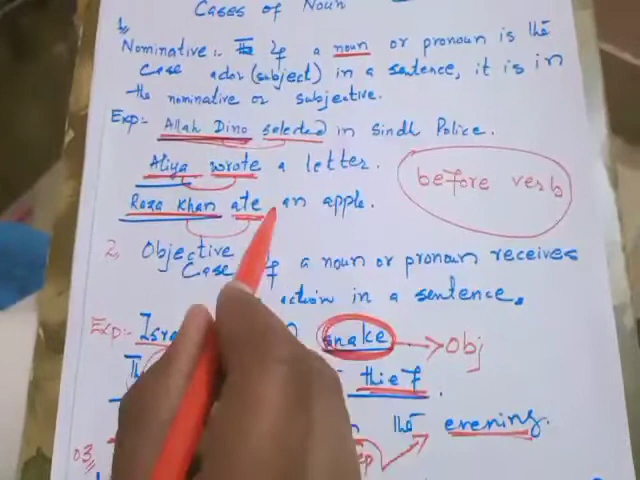 Cases of Noun
1,
Nominative:- If a noun or pronoun is the
Case actor (subject) in a sentence, it is in
the nominative or subjective.
Exp:- Allah Dino selected in Sindh Police.
Aliya wrote a letter.
Raza Khan ate an apple.
before verb
2, Objective If a noun or pronoun receives
Case action in a sentence.
Exp:- Isra snake Obj
thief.
the evening.
03,,